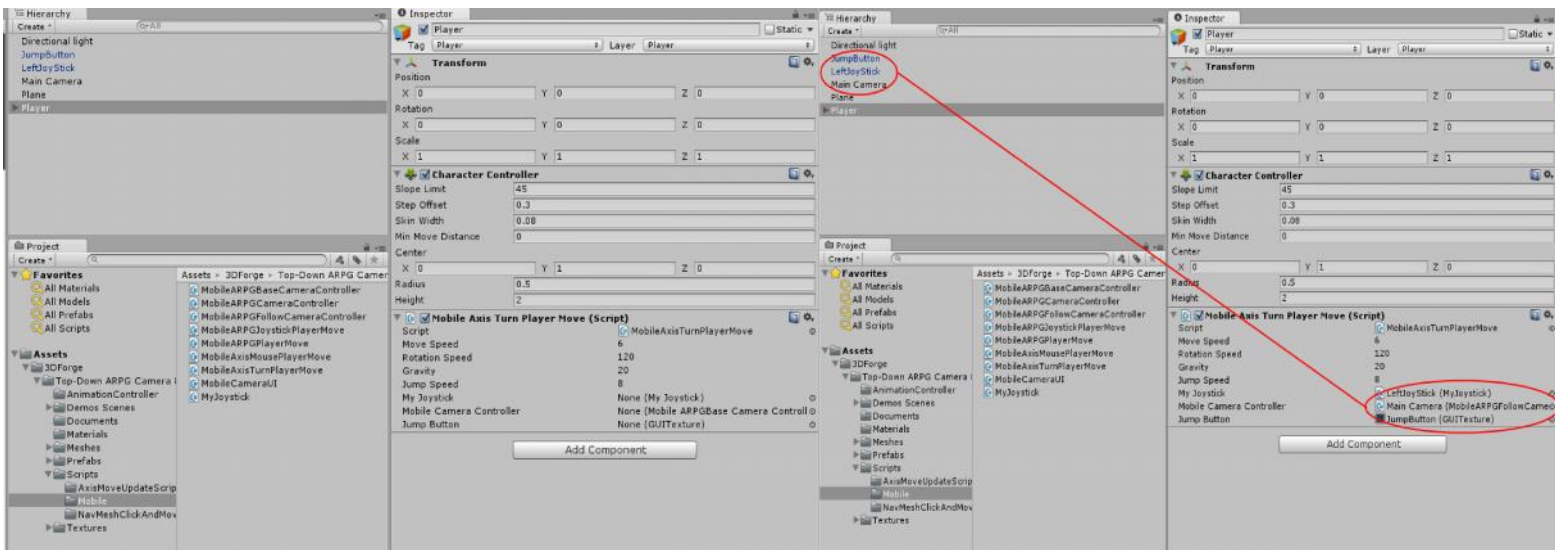 Hierarchy
Create
All
Directional light
JumpButton
LeftJoyStick
Main Camera
Plane
Player
Project
Create
Favorites
All Materials
All Models
All Prefabs
All Scripts
Assets
3DForge
Top-Down ARPG Camera
AnimationController
Demos Scenes
Documents
Materials
Meshes
Prefabs
Scripts
AxisMoveUpdateScrip
Mobile
NavMeshClickAndMov
Textures
Assets 3DForge Top-Down ARPG Camer
MobileARPGBaseCameraController
MobileARPGCameraController
MobileARPGFollowCameraController
MobileARPGJoystickPlayerMove
MobileARPGPlayerMove
MobileAxisMousePlayerMove
MobileAxisTurnPlayerMove
MobileCameraUI
MyJoystick
Inspector
Player Static
Tag Player Layer Player
Transform
Position
X 0 Y 0 Z 0
Rotation
X 0 Y 0 Z 0
Scale
X 1 Y 1 Z 1
Character Controller
Slope Limit 45
Step Offset 0.3
Skin Width 0.08
Min Move Distance 0
Center
X 0 Y 1 Z 0
Radius 0.5
Height 2
Mobile Axis Turn Player Move (Script)
Script MobileAxisTurnPlayerMove
Move Speed 6
Rotation Speed 120
Gravity 20
Jump Speed 8
My Joystick None (My Joystick)
Mobile Camera Controller None (Mobile ARPGBase Camera Controll
Jump Button None (GUITexture)
Add Component
Hierarchy
Create
All
Directional light
JumpButton
LeftJoyStick
Main Camera
Plane
Player
Project
Create
Favorites
All Materials
All Models
All Prefabs
All Scripts
Assets
3DForge
Top-Down ARPG Camera
AnimationController
Demos Scenes
Documents
Materials
Meshes
Prefabs
Scripts
AxisMoveUpdateScrip
Mobile
NavMeshClickAndMov
Textures
Assets 3DForge Top-Down ARPG Camer
MobileARPGBaseCameraController
MobileARPGCameraController
MobileARPGFollowCameraController
MobileARPGJoystickPlayerMove
MobileARPGPlayerMove
MobileAxisMousePlayerMove
MobileAxisTurnPlayerMove
MobileCameraUI
MyJoystick
Inspector
Player Static
Tag Player Layer Player
Transform
Position
X 0 Y 0 Z 0
Rotation
X 0 Y 0 Z 0
Scale
X 1 Y 1 Z 1
Character Controller
Slope Limit 45
Step Offset 0.3
Skin Width 0.08
Min Move Distance 0
Center
X 0 Y 1 Z 0
Radius 0.5
Height 2
Mobile Axis Turn Player Move (Script)
Script MobileAxisTurnPlayerMove
Move Speed 6
Rotation Speed 120
Gravity 20
Jump Speed 8
My Joystick LeftJoyStick (MyJoystick)
Mobile Camera Controller Main Camera (MobileARPGFollowCamer
Jump Button JumpButton (GUITexture)
Add Component